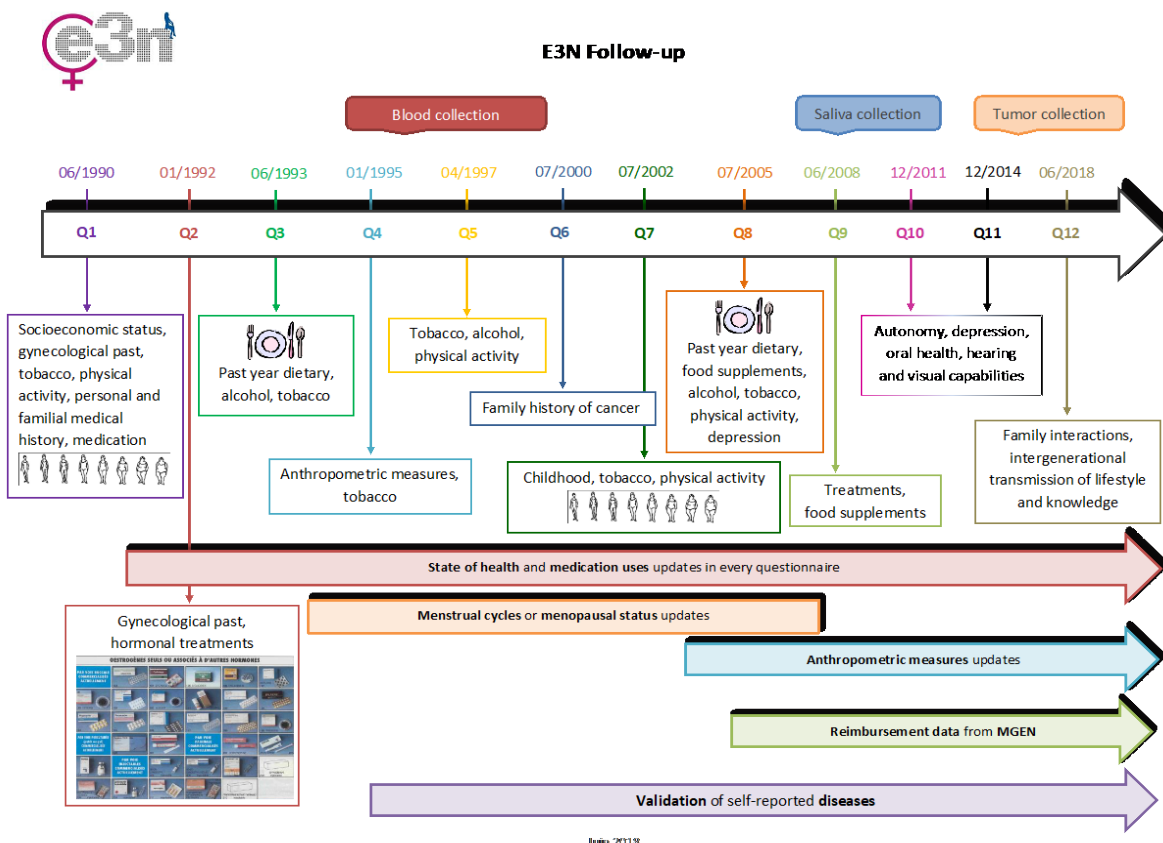 e3n
E3N Follow-up
Blood collection
Saliva collection
Tumor collection
06/1990
01/1992
06/1993
01/1995
04/1997
07/2000
07/2002
07/2005
06/2008
12/2011
12/2014
06/2018
Q1
Q2
Q3
Q4
Q5
Q6
Q7
Q8
Q9
Q10
Q11
Q12
Socioeconomic status,
gynecological past,
tobacco, physical
activity, personal and
familial medical
history, medication
Past year dietary,
alcohol, tobacco
Anthropometric measures,
tobacco
Tobacco, alcohol,
physical activity
Family history of cancer
Childhood, tobacco, physical activity
Past year dietary,
food supplements,
alcohol, tobacco,
physical activity,
depression
Treatments,
food supplements
Autonomy, depression,
oral health, hearing
and visual capabilities
Family interactions,
intergenerational
transmission of lifestyle
and knowledge
State of health and medication uses updates in every questionnaire
Gynecological past,
hormonal treatments
OESTROGÈNES SEULS OU ASSOCIÉS À D'AUTRES HORMONES
Menstrual cycles or menopausal status updates
Anthropometric measures updates
Reimbursement data from MGEN
Validation of self-reported diseases